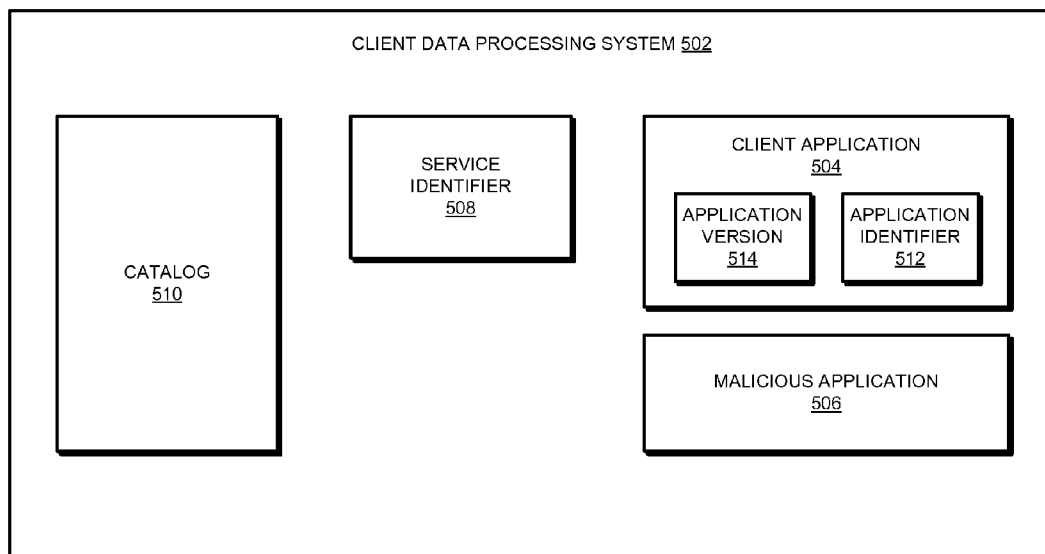 CLIENT DATA PROCESSING SYSTEM 502
CATALOG
510
SERVICE
IDENTIFIER
508
CLIENT APPLICATION
504
APPLICATION
VERSION
514
APPLICATION
IDENTIFIER
512
MALICIOUS APPLICATION
506